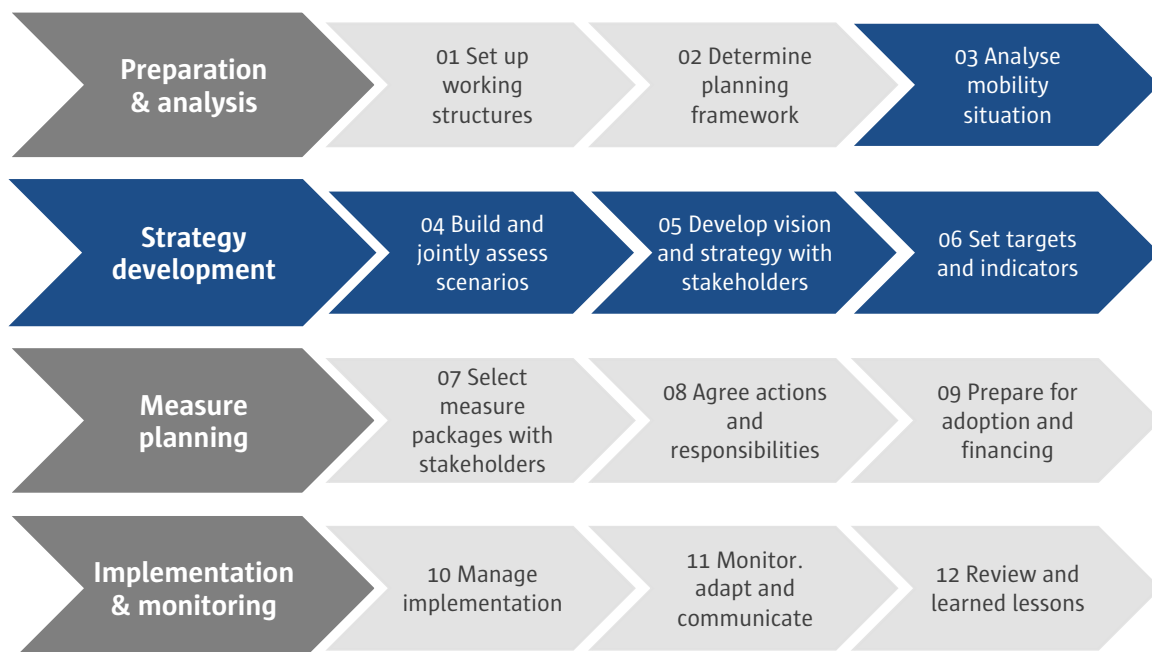 Preparation
& analysis
01 Set up
working
structures
02 Determine
planning
framework
03 Analyse
mobility
situation
Strategy
development
04 Build and
jointly assess
scenarios
05 Develop vision
and strategy with
stakeholders
06 Set targets
and indicators
Measure
planning
07 Select
measure
packages with
stakeholders
08 Agree actions
and
responsibilities
09 Prepare for
adoption and
financing
Implementation
& monitoring
10 Manage
implementation
11 Monitor.
adapt and
communicate
12 Review and
learned lessons